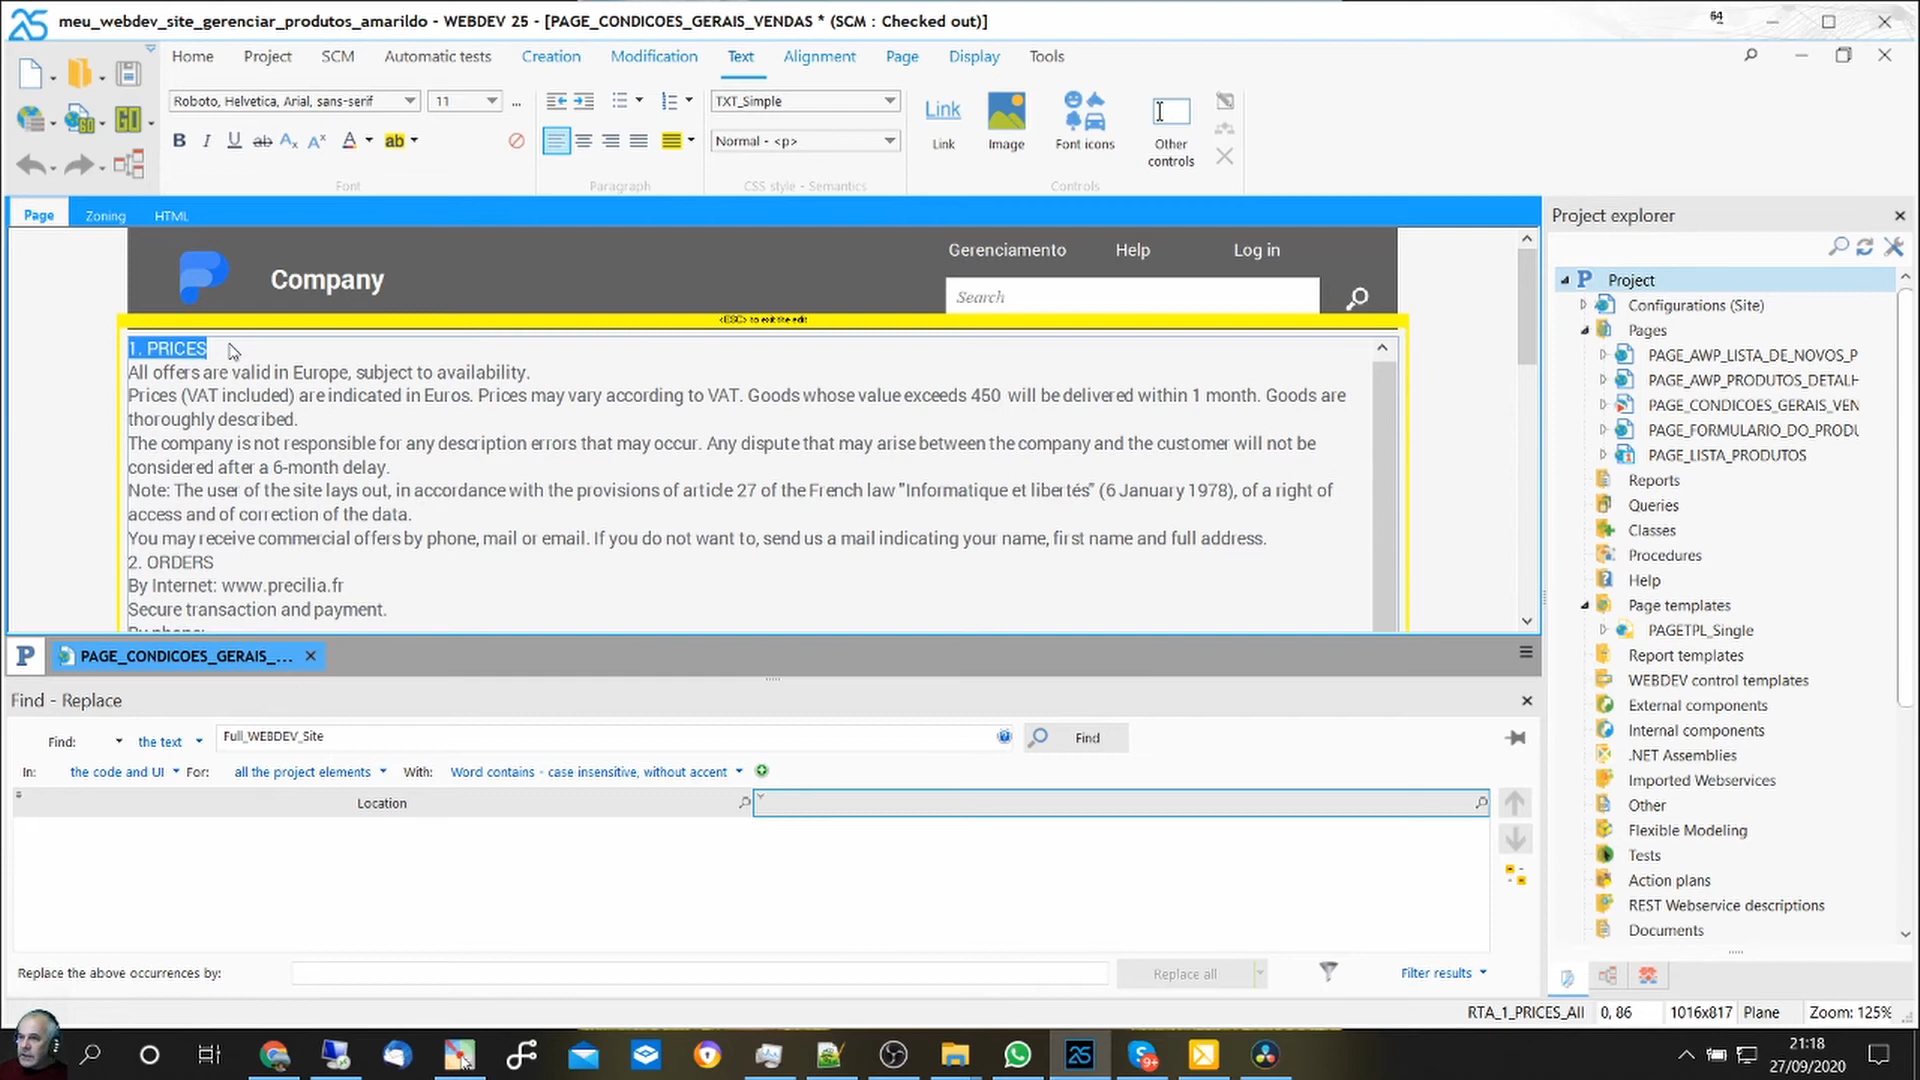 meu_webdev_site_gerenciar_produtos_amarildo - WEBDEV 25 - [PAGE_CONDICOES_GERAIS_VENDAS * (SCM : Checked out)]
64
Home Project SCM Automatic tests Creation Modification Text Alignment Page Display Tools
Roboto, Helvetica, Arial, sans-serif 11 ... TXT_Simple
Normal - <p>
Link Image Font icons Other controls
Font Paragraph CSS style - Semantics Controls
Page Zoning HTML
Company
Gerenciamento Help Log in
Search
<ESC> to exit the edit
1. PRICES
All offers are valid in Europe, subject to availability.
Prices (VAT included) are indicated in Euros. Prices may vary according to VAT. Goods whose value exceeds 450 will be delivered within 1 month. Goods are
thoroughly described.
The company is not responsible for any description errors that may occur. Any dispute that may arise between the company and the customer will not be
considered after a 6-month delay.
Note: The user of the site lays out, in accordance with the provisions of article 27 of the French law "Informatique et libertés" (6 January 1978), of a right of
access and of correction of the data.
You may receive commercial offers by phone, mail or email. If you do not want to, send us a mail indicating your name, first name and full address.
2. ORDERS
By Internet: www.precilia.fr
Secure transaction and payment.
By phone:
PAGE_CONDICOES_GERAIS_...
Find - Replace
Find: the text Full_WEBDEV_Site Find
In: the code and UI For: all the project elements With: Word contains - case insensitive, without accent
Location
Replace the above occurrences by: Replace all Filter results
Project explorer
Project
Configurations (Site)
Pages
PAGE_AWP_LISTA_DE_NOVOS_P
PAGE_AWP_PRODUTOS_DETALH
PAGE_CONDICOES_GERAIS_VEN
PAGE_FORMULARIO_DO_PRODU
PAGE_LISTA_PRODUTOS
Reports
Queries
Classes
Procedures
Help
Page templates
PAGETPL_Single
Report templates
WEBDEV control templates
External components
Internal components
.NET Assemblies
Imported Webservices
Other
Flexible Modeling
Tests
Action plans
REST Webservice descriptions
Documents
RTA_1_PRICES_All 0, 86 1016x817 Plane Zoom: 125%
21:18
27/09/2020